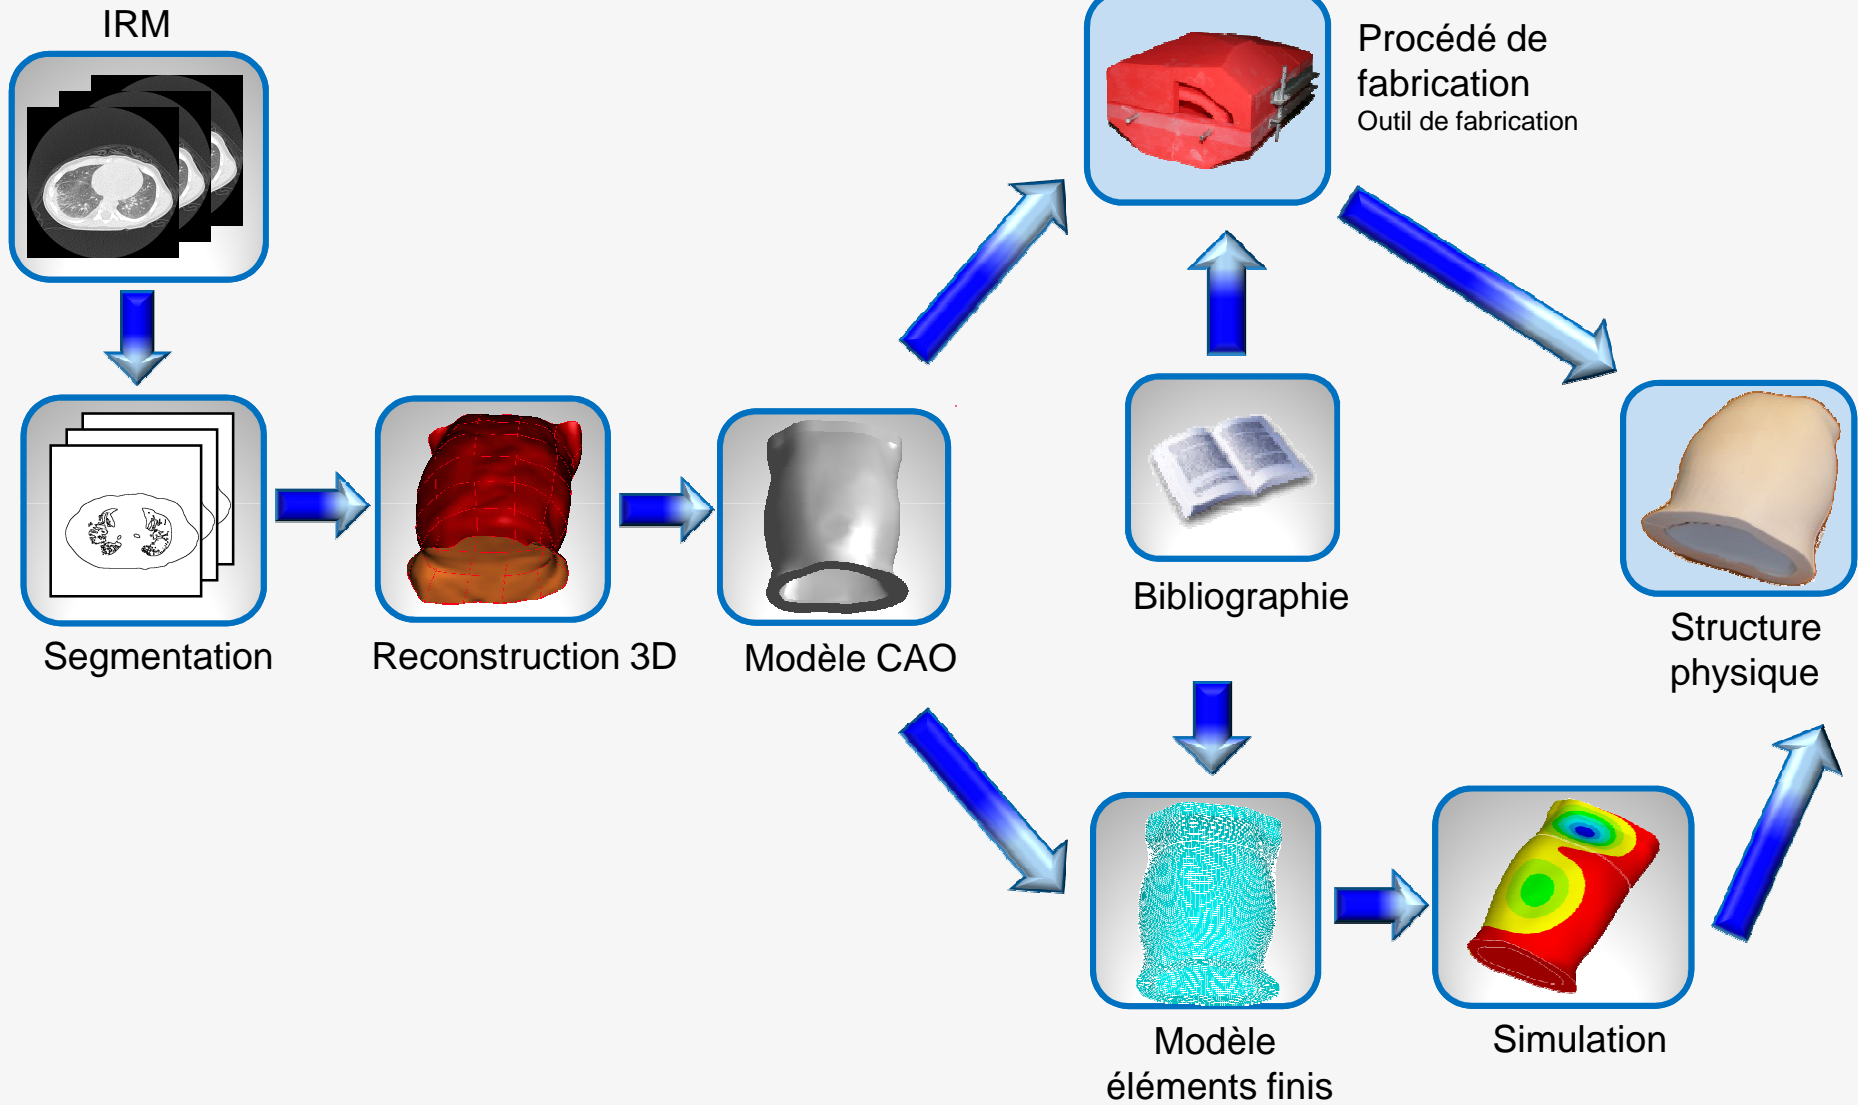 IRM
Procédé de
fabrication
Outil de fabrication
Segmentation
Reconstruction 3D
Modèle CAO
Bibliographie
Structure
physique
Modèle
éléments finis
Simulation